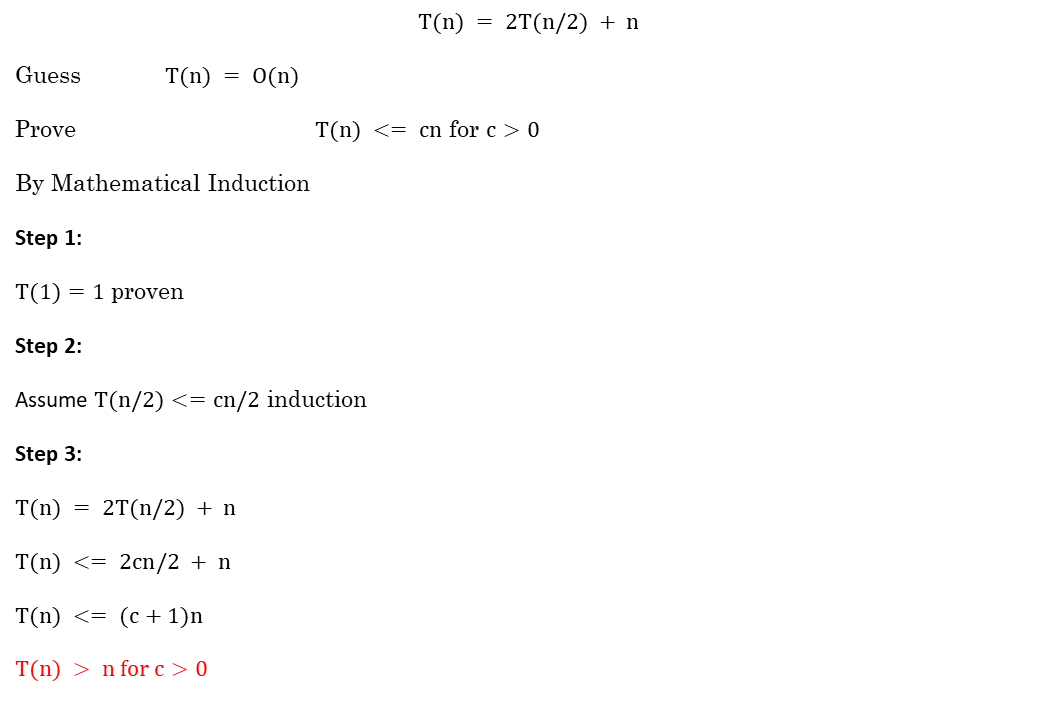 T(n) = 2T(n/2) + n
Guess T(n) = O(n)
Prove T(n) <= cn for c > 0
By Mathematical Induction
Step 1:
T(1) = 1 proven
Step 2:
Assume T(n/2) <= cn/2 induction
Step 3:
T(n) = 2T(n/2) + n
T(n) <= 2cn/2 + n
T(n) <= (c + 1)n
T(n) > n for c > 0